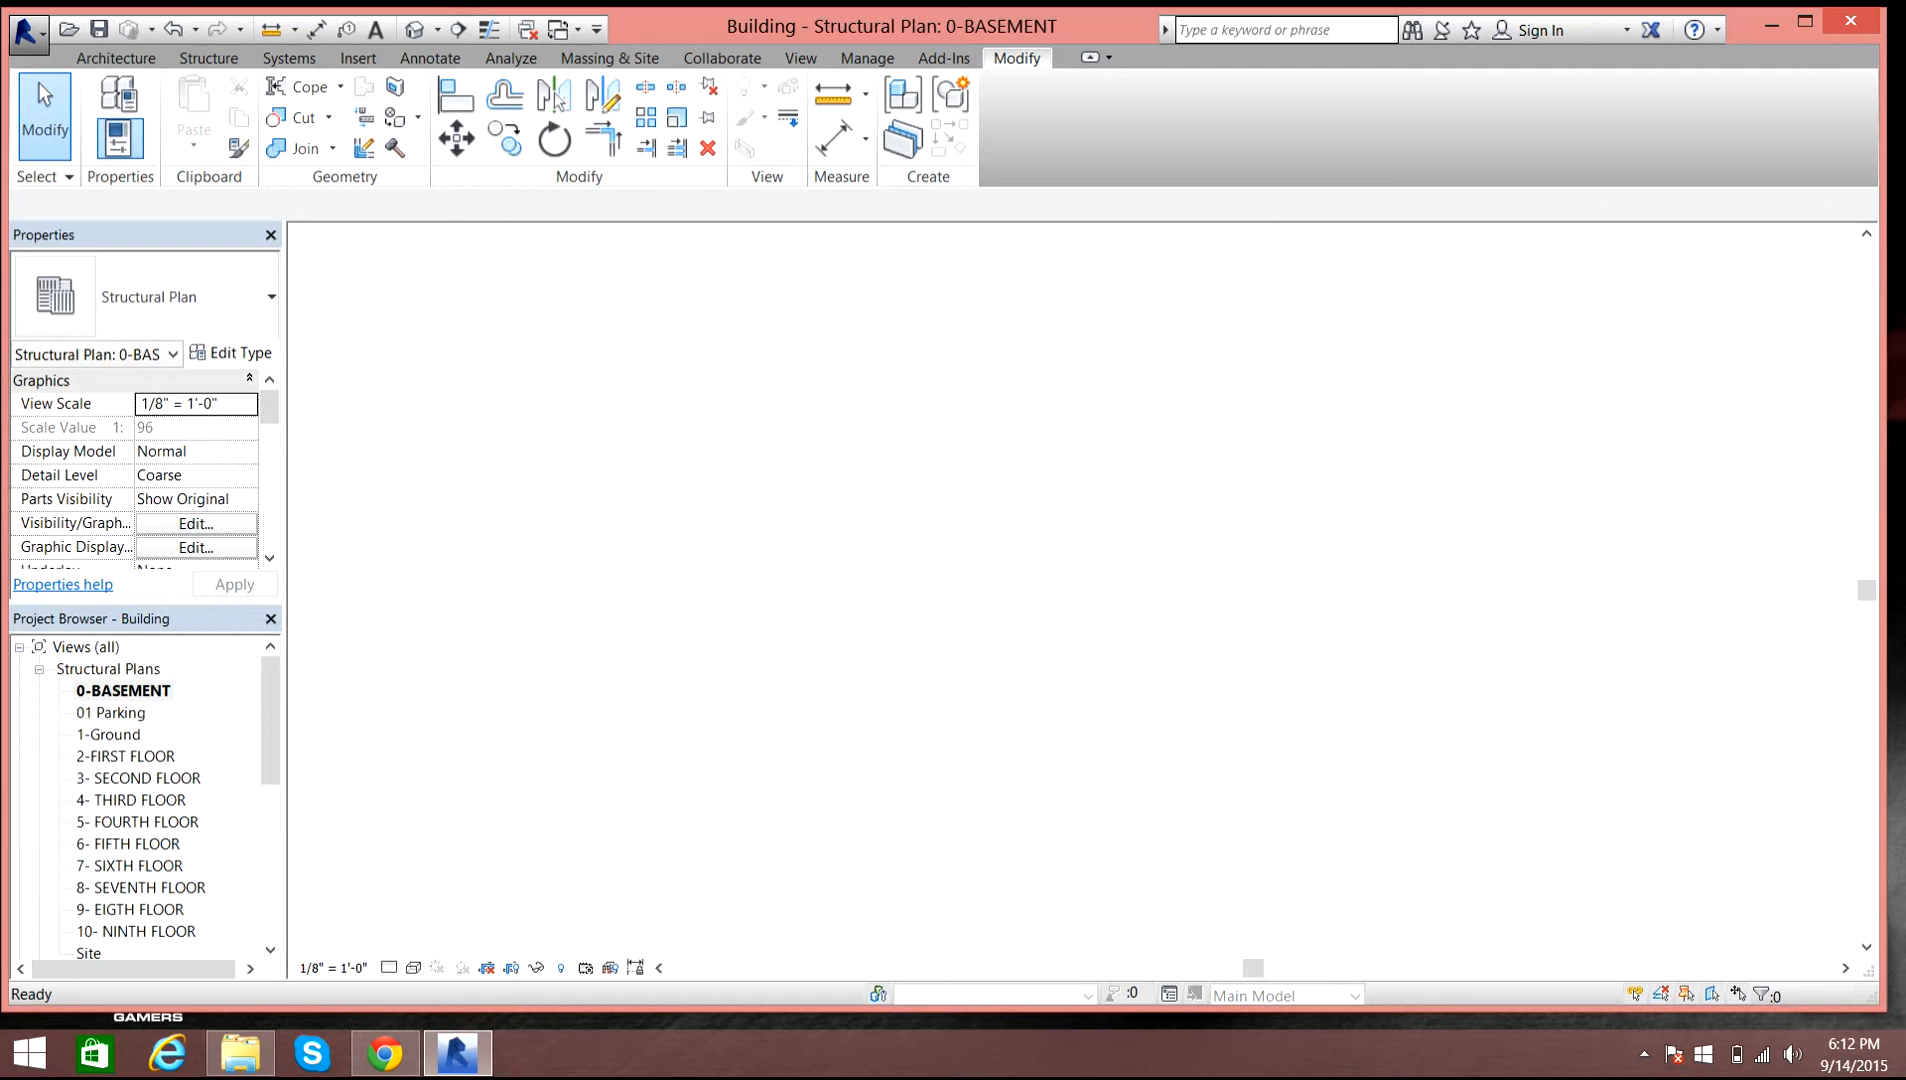 Building - Structural Plan: 0-BASEMENT
Type a keyword or phrase
Sign In
Architecture Structure Systems Insert Annotate Analyze Massing & Site Collaborate View Manage Add-Ins Modify
Modify
Paste
Cope
Cut
Join
Select Properties Clipboard Geometry Modify View Measure Create
Properties
Structural Plan
Structural Plan: 0-BAS Edit Type
Graphics
View Scale 1/8" = 1'-0"
Scale Value 1: 96
Display Model Normal
Detail Level Coarse
Parts Visibility Show Original
Visibility/Graph... Edit...
Graphic Display... Edit...
Underlay None
Properties help Apply
Project Browser - Building
Views (all)
Structural Plans
0-BASEMENT
01 Parking
1-Ground
2-FIRST FLOOR
3- SECOND FLOOR
4- THIRD FLOOR
5- FOURTH FLOOR
6- FIFTH FLOOR
7- SIXTH FLOOR
8- SEVENTH FLOOR
9- EIGTH FLOOR
10- NINTH FLOOR
Site
1/8" = 1'-0"
Ready
:0
Main Model
:0
GAMERS
6:12 PM
9/14/2015